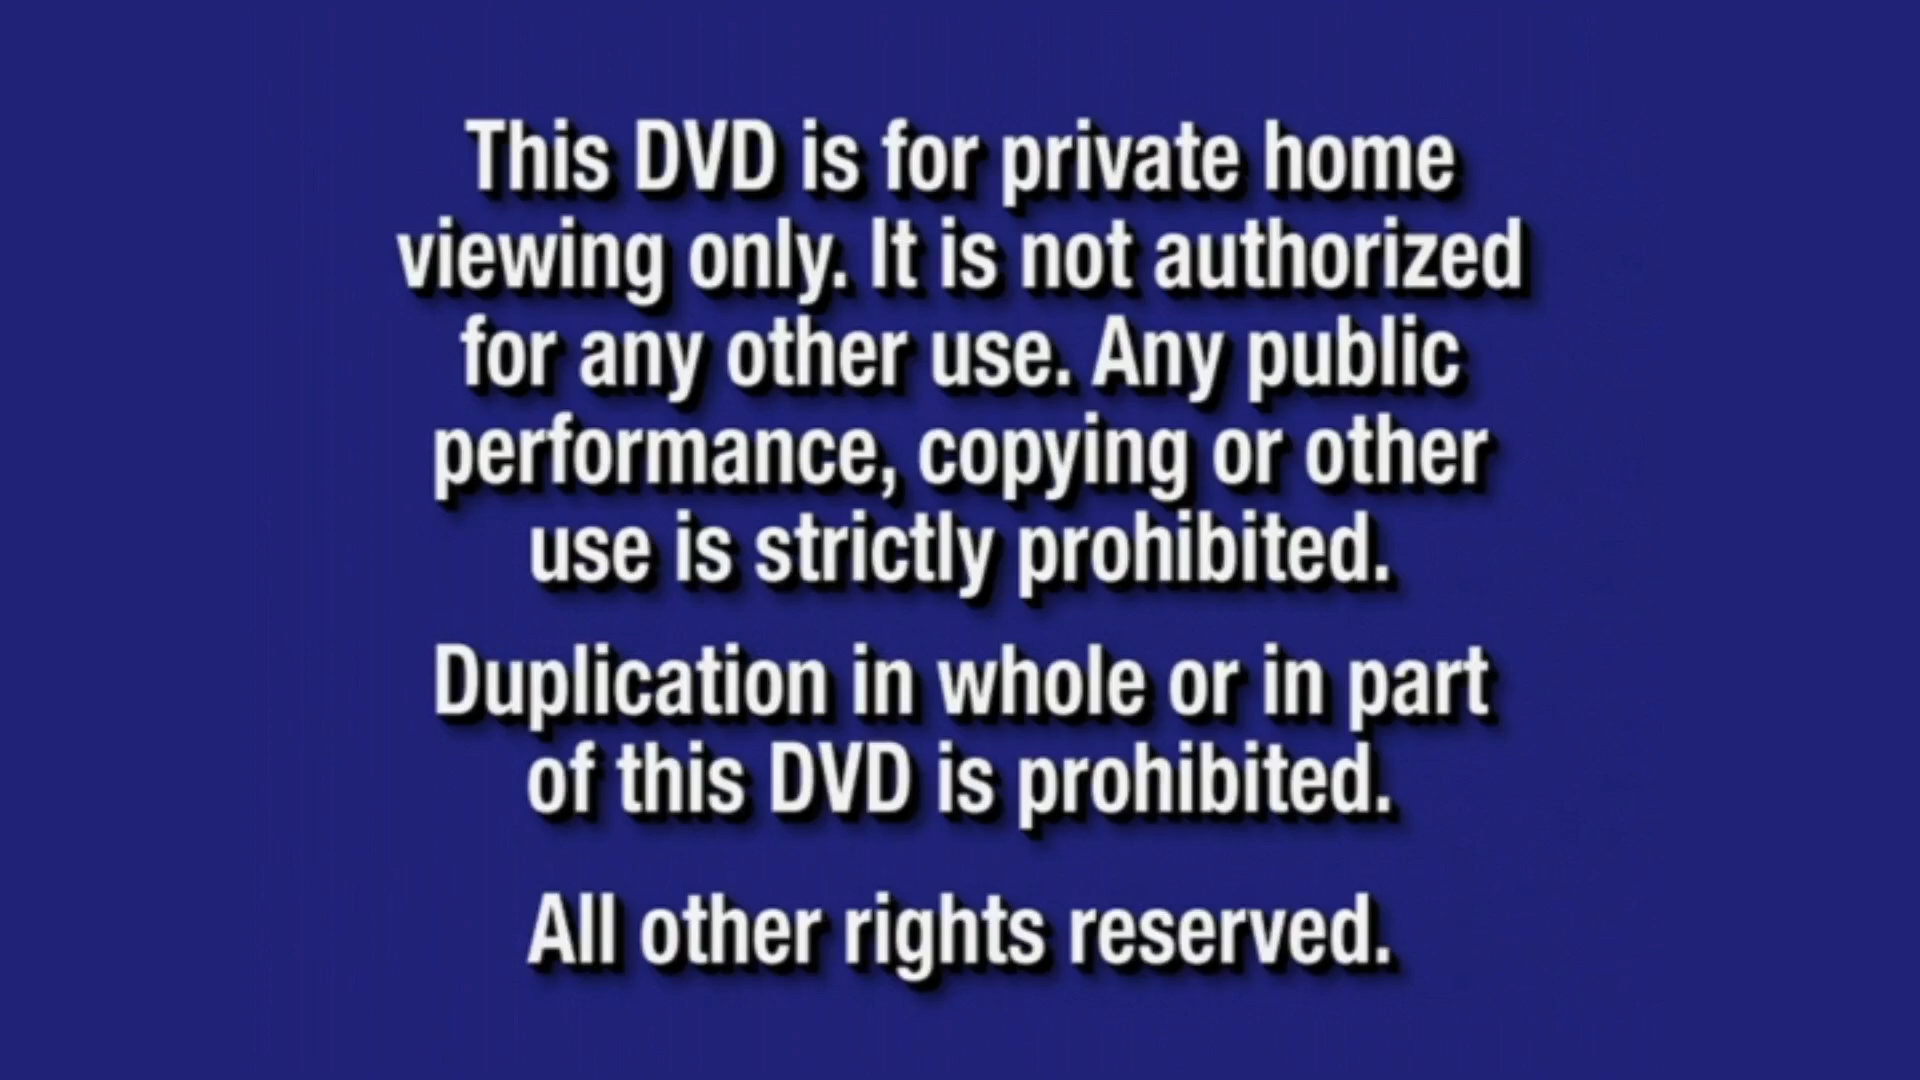 This DVD is for private home
viewing only. It is not authorized
for any other use. Any public
performance, copying or other
use is strictly prohibited.
Duplication in whole or in part
of this DVD is prohibited.
All other rights reserved.